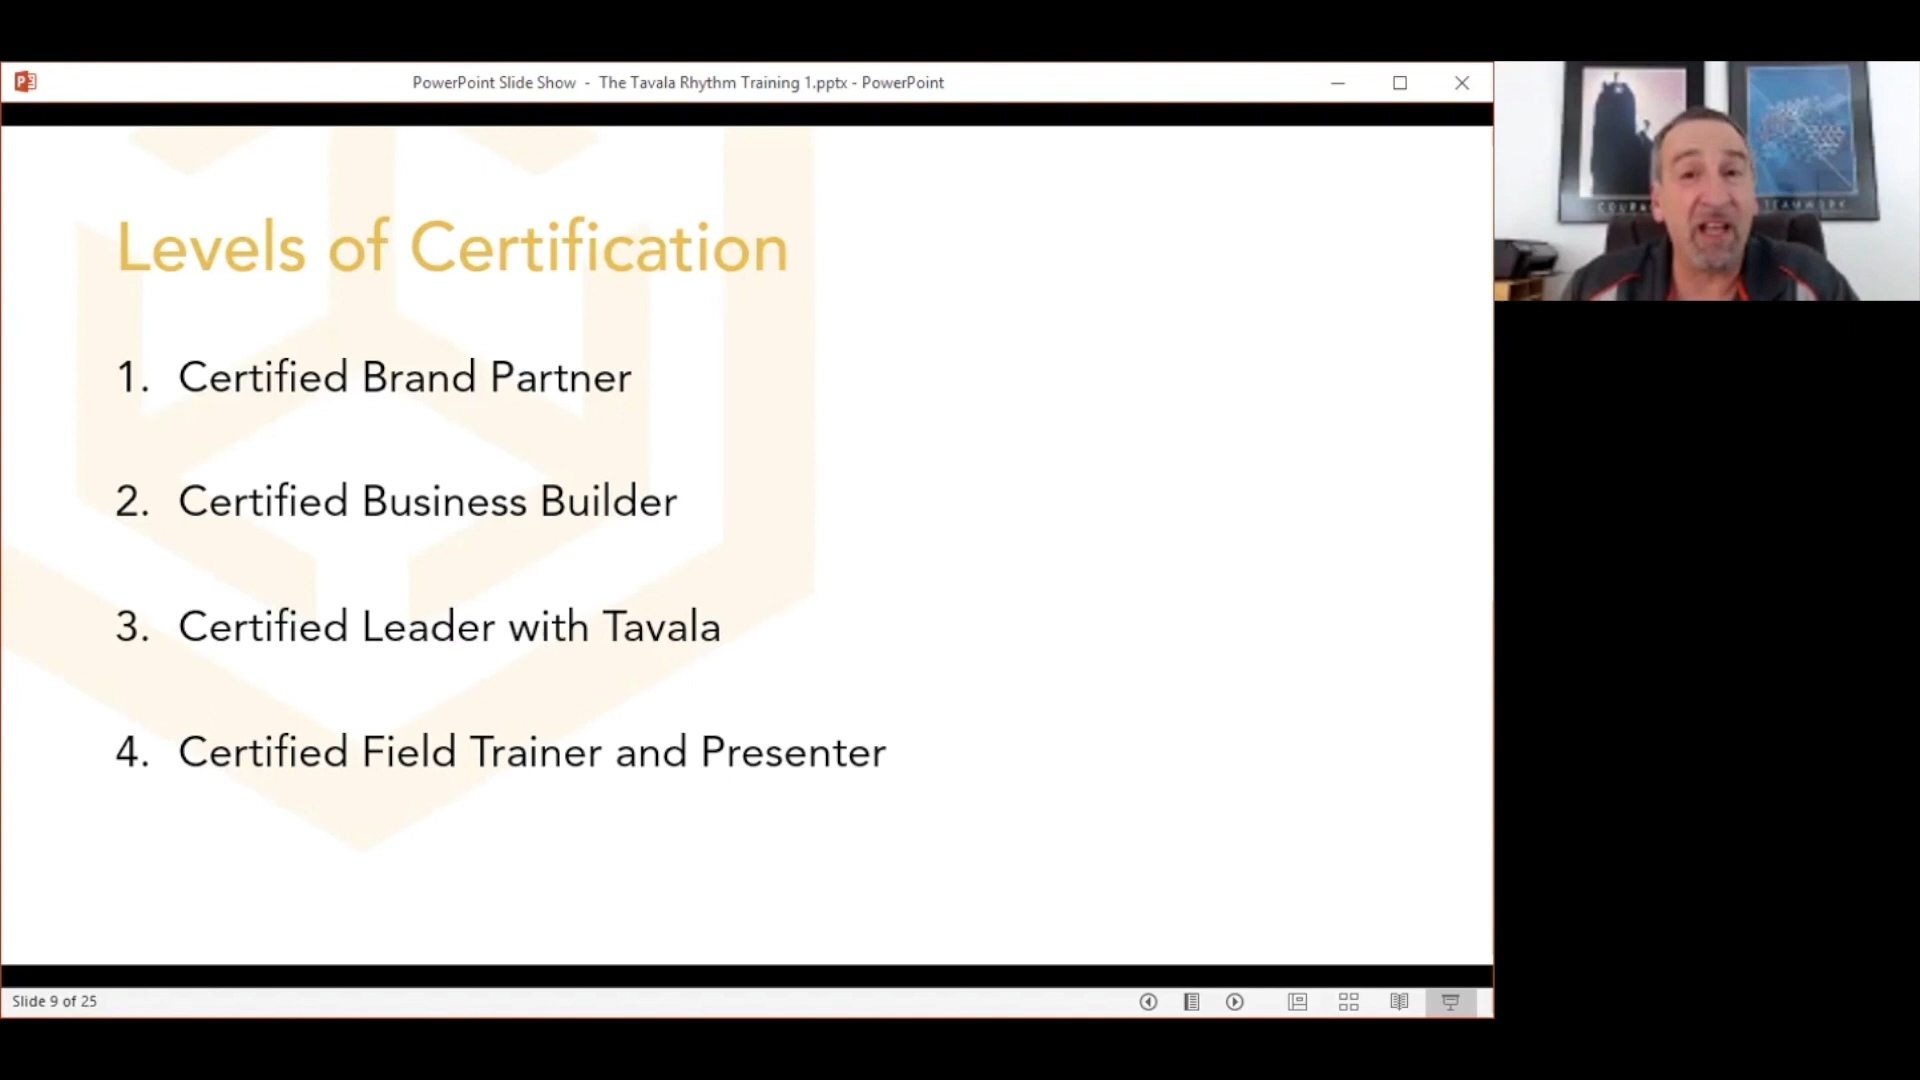 PowerPoint Slide Show - The Tavala Rhythm Training 1.pptx - PowerPoint
Levels of Certification
1. Certified Brand Partner
2. Certified Business Builder
3. Certified Leader with Tavala
4. Certified Field Trainer and Presenter
Slide 9 of 25
TEAMWORK